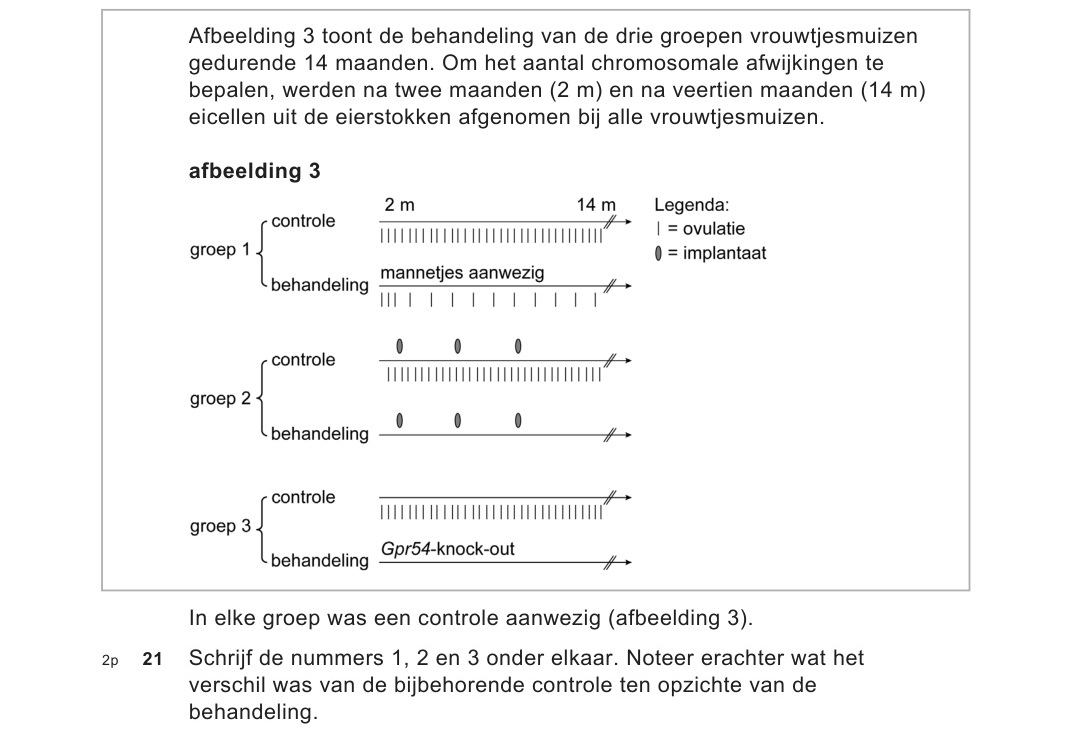 Afbeelding 3 toont de behandeling van de drie groepen vrouwtjesmuizen
gedurende 14 maanden. Om het aantal chromosomale afwijkingen te
bepalen, werden na twee maanden (2 m) en na veertien maanden (14 m)
eicellen uit de eierstokken afgenomen bij alle vrouwtjesmuizen.
afbeelding 3
2 m 14 m Legenda:
controle
| = ovulatie
groep 1
= implantaat
mannetjes aanwezig
behandeling
controle
groep 2
behandeling
controle
groep 3
Gpr54-knock-out
behandeling
In elke groep was een controle aanwezig (afbeelding 3).
2p 21 Schrijf de nummers 1, 2 en 3 onder elkaar. Noteer erachter wat het
verschil was van de bijbehorende controle ten opzichte van de
behandeling.